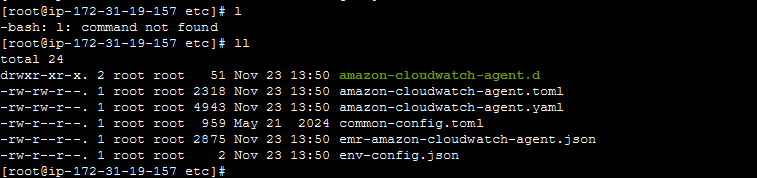 [root@ip-172-31-19-157 etc]# l
-bash: l: command not found
[root@ip-172-31-19-157 etc]# ll
total 24
drwxr-xr-x. 2 root root   51 Nov 23 13:50 amazon-cloudwatch-agent.d
-rw-rw-r--. 1 root root 2318 Nov 23 13:50 amazon-cloudwatch-agent.toml
-rw-rw-r--. 1 root root 4943 Nov 23 13:50 amazon-cloudwatch-agent.yaml
-rw-r--r--. 1 root root  959 May 21  2024 common-config.toml
-rw-r--r--. 1 root root 2875 Nov 23 13:50 emr-amazon-cloudwatch-agent.json
-rw-r--r--. 1 root root    2 Nov 23 13:50 env-config.json
[root@ip-172-31-19-157 etc]#